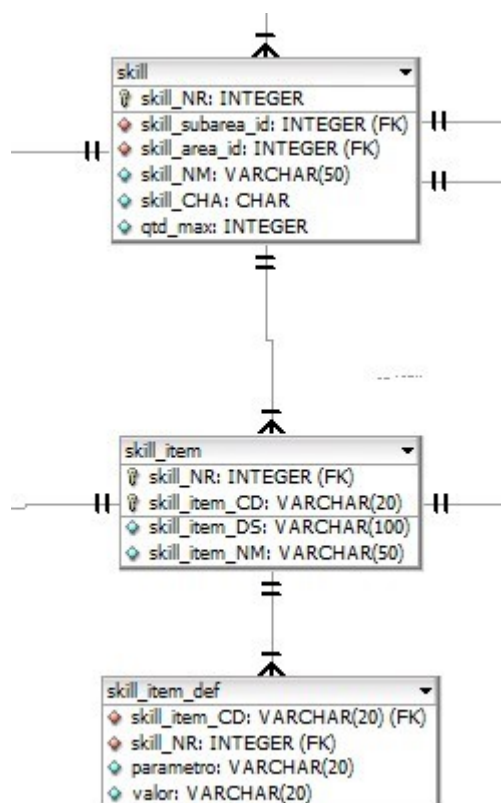 skill
skill_NR: INTEGER
skill_subarea_id: INTEGER (FK)
skill_area_id: INTEGER (FK)
skill_NM: VARCHAR(50)
skill_CHA: CHAR
qtd_max: INTEGER
skill_item
skill_NR: INTEGER (FK)
skill_item_CD: VARCHAR(20)
skill_item_DS: VARCHAR(100)
skill_item_NM: VARCHAR(50)
skill_item_def
skill_item_CD: VARCHAR(20) (FK)
skill_NR: INTEGER (FK)
parametro: VARCHAR(20)
valor: VARCHAR(20)